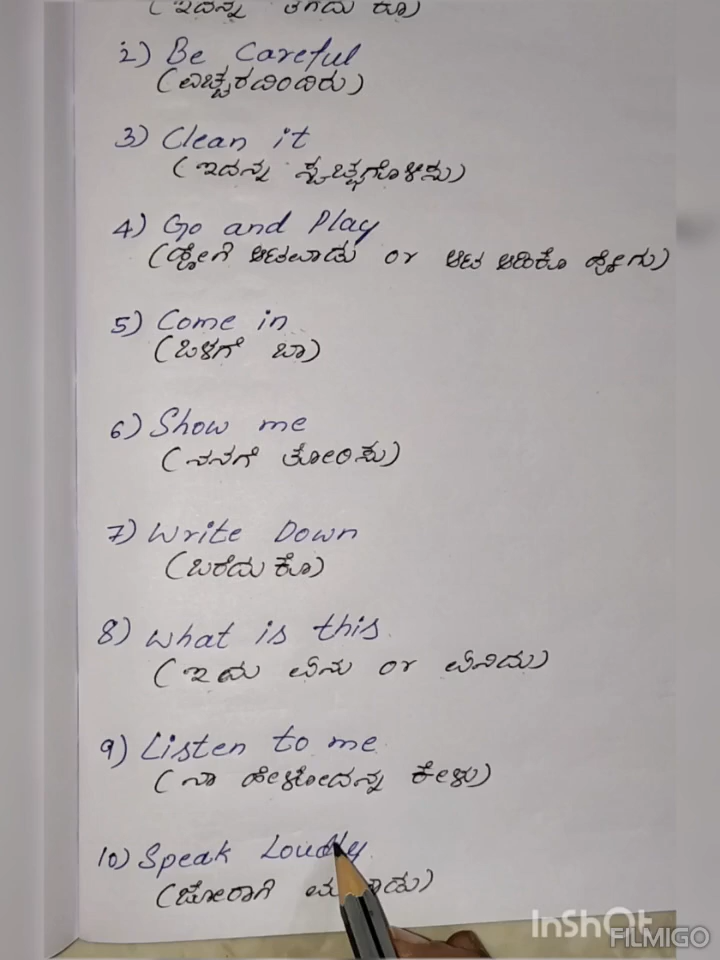 ( ಇದನ್ನು ತೆಗೆದು ಕೊ)
2) Be Careful
(ಎಚ್ಚರದಿಂದಿರು)
3) Clean it
( ಇದನ್ನು ಸ್ವಚ್ಛಗೊಳಿಸು)
4) Go and Play
(ಹೋಗಿ ಆಟವಾಡು or ಆಟ ಆಡಿಕೊ ಹೋಗು)
5) Come in
(ಒಳಗೆ ಬಾ)
6) Show me
(ನನಗೆ ತೋರಿಸು)
7) Write Down
(ಬರೆದು ಕೊ)
8) What is this
( ಇದು ಏನು or ಏನಿದು)
9) Listen to me
( ನಾ ಹೇಳೋದನ್ನು ಕೇಳು)
10) Speak Loudly
(ಜೋರಾಗಿ ಮಾತಾಡು)
InShOt
FILMIGO